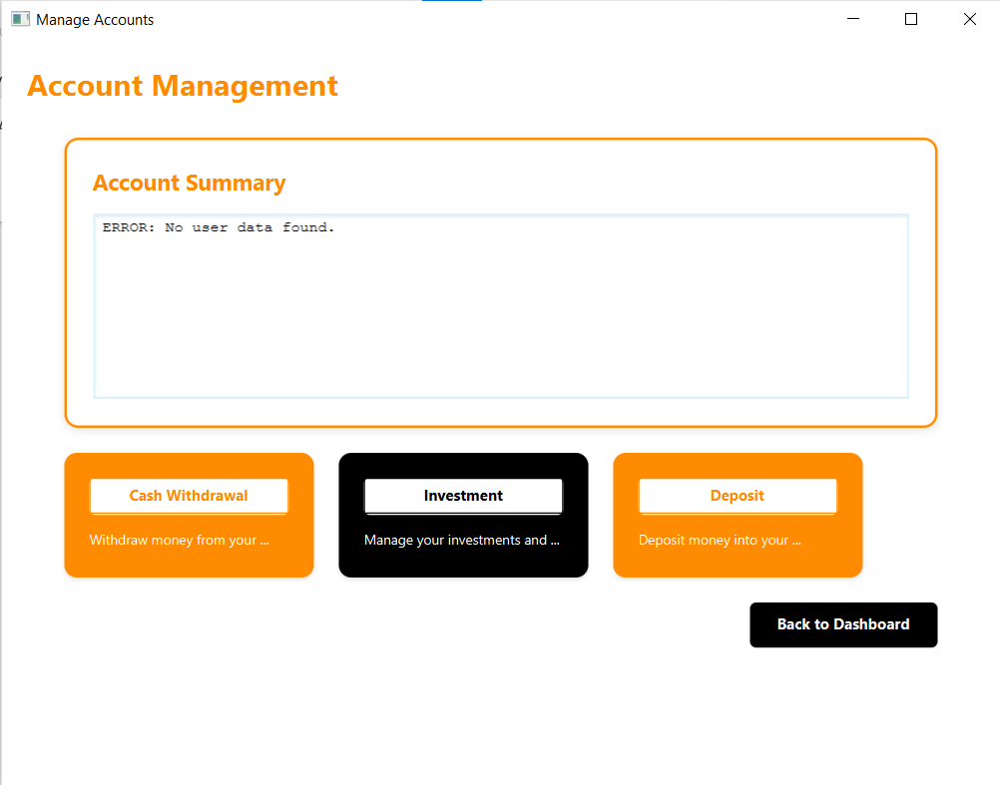 Manage Accounts
Account Management
Account Summary
ERROR: No user data found.
Cash Withdrawal
Withdraw money from your ...
Investment
Manage your investments and ...
Deposit
Deposit money into your ...
Back to Dashboard